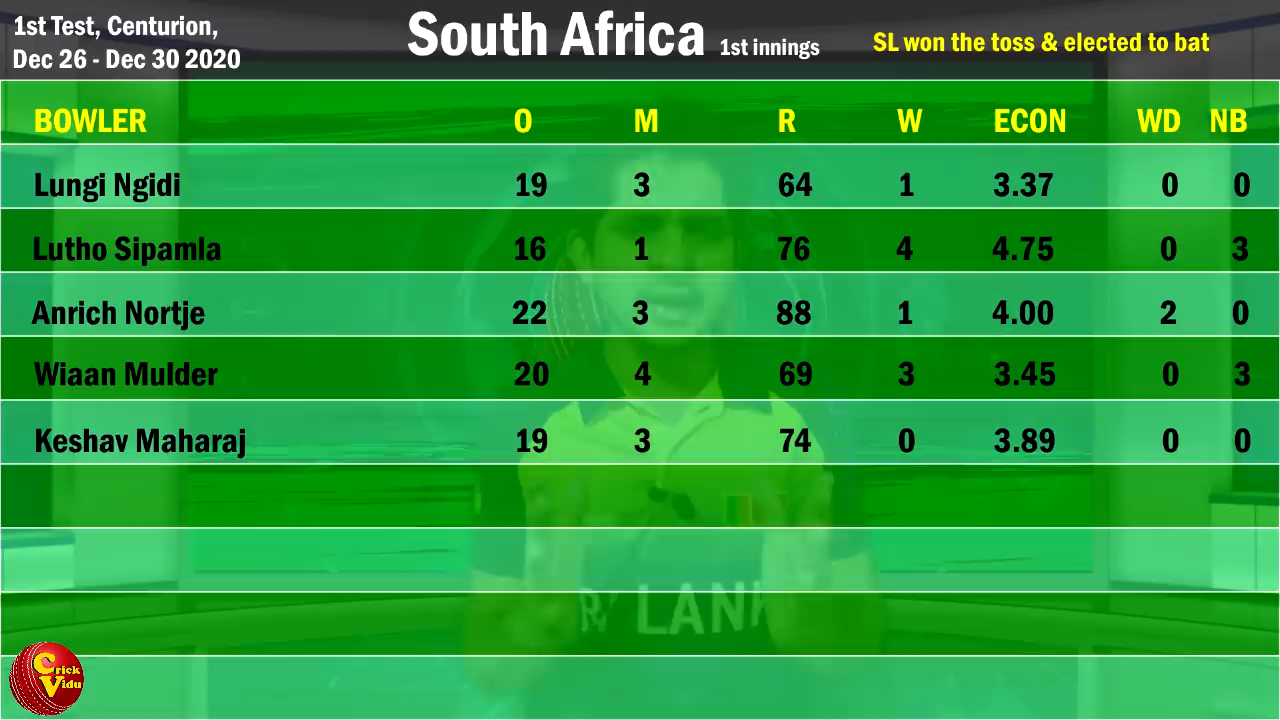 1st Test, Centurion,
Dec 26 - Dec 30 2020
South Africa 1st innings
SL won the toss & elected to bat
BOWLER O M R W ECON WD NB
Lungi Ngidi 19 3 64 1 3.37 0 0
Lutho Sipamla 16 1 76 4 4.75 0 3
Anrich Nortje 22 3 88 1 4.00 2 0
Wiaan Mulder 20 4 69 3 3.45 0 3
Keshav Maharaj 19 3 74 0 3.89 0 0
RI LANK
Crick
Vidu